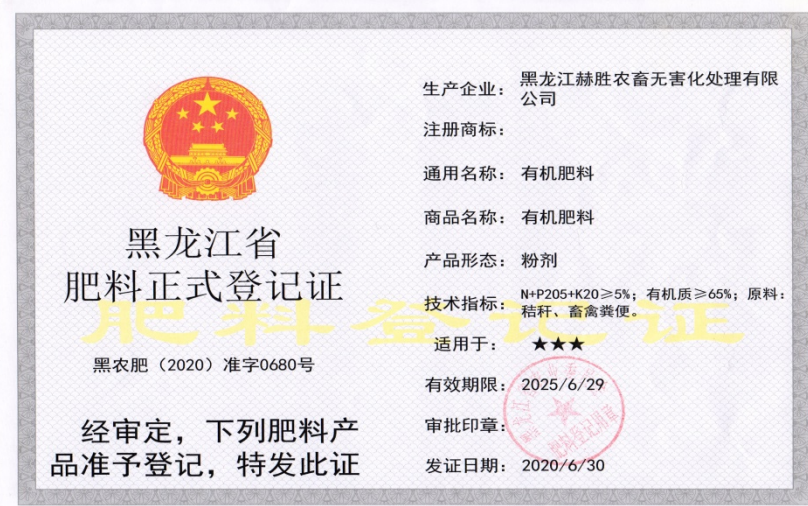 黑龙江省
肥料正式登记证
肥料登记证
黑农肥（2020）准字0680号
经审定，下列肥料产
品准予登记，特发此证
生产企业：黑龙江赫胜农畜无害化处理有限
公司
注册商标：
通用名称：有机肥料
商品名称：有机肥料
产品形态：粉剂
技术指标：N+P205+K20≥5%；有机质≥65%；原料：
秸秆、畜禽粪便。
适用于：★★★
有效期限：2025/6/29
审批印章：
发证日期：2020/6/30